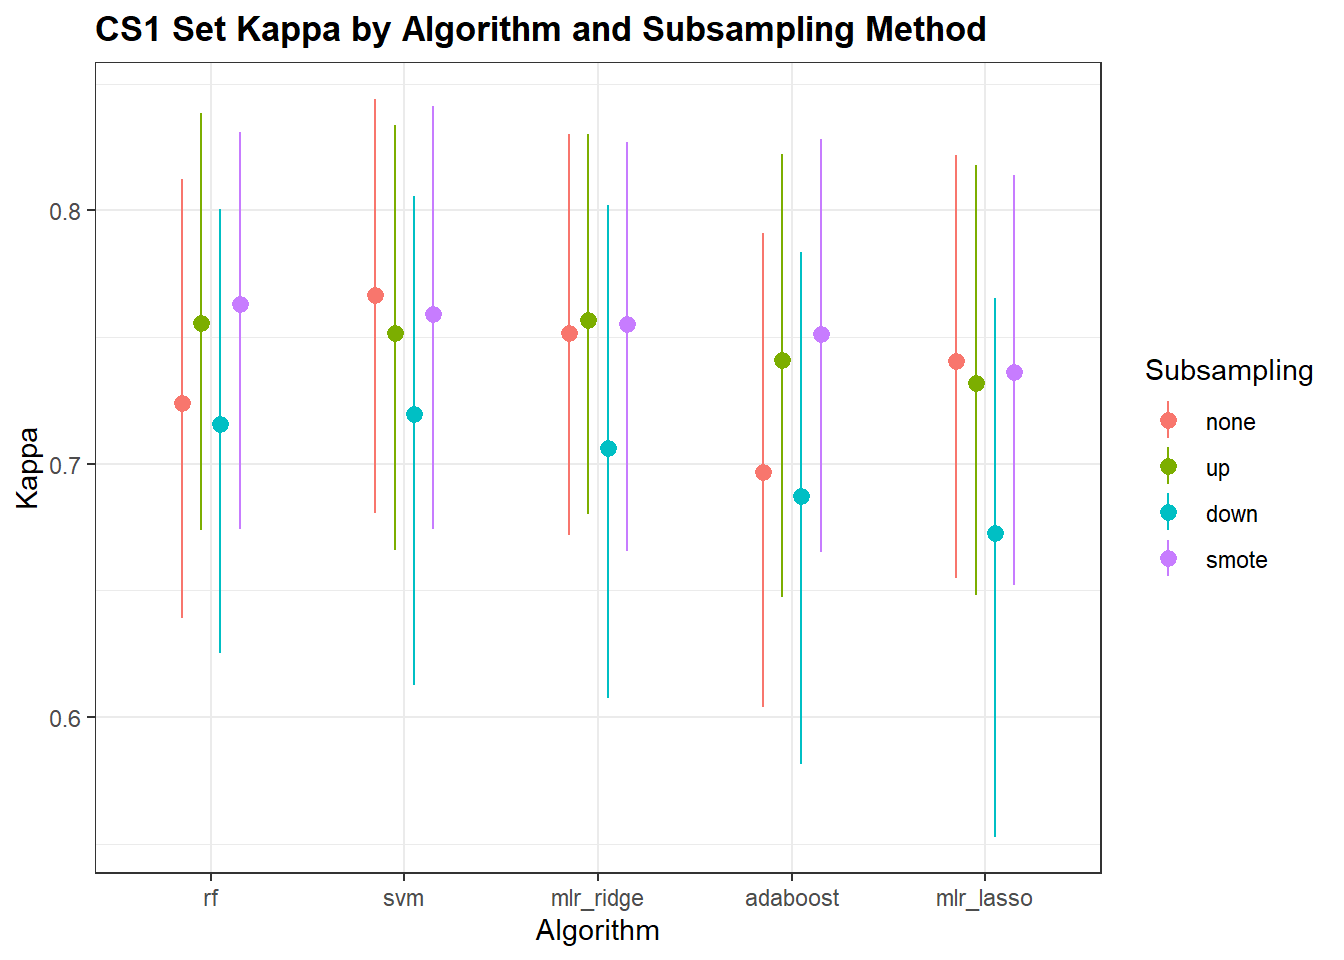 CS1 Set Kappa by Algorithm and Subsampling Method
Kappa
0.8
0.7
0.6
rf
svm
mlr_ridge
adaboost
mlr_lasso
Algorithm
Subsampling
none
up
down
smote